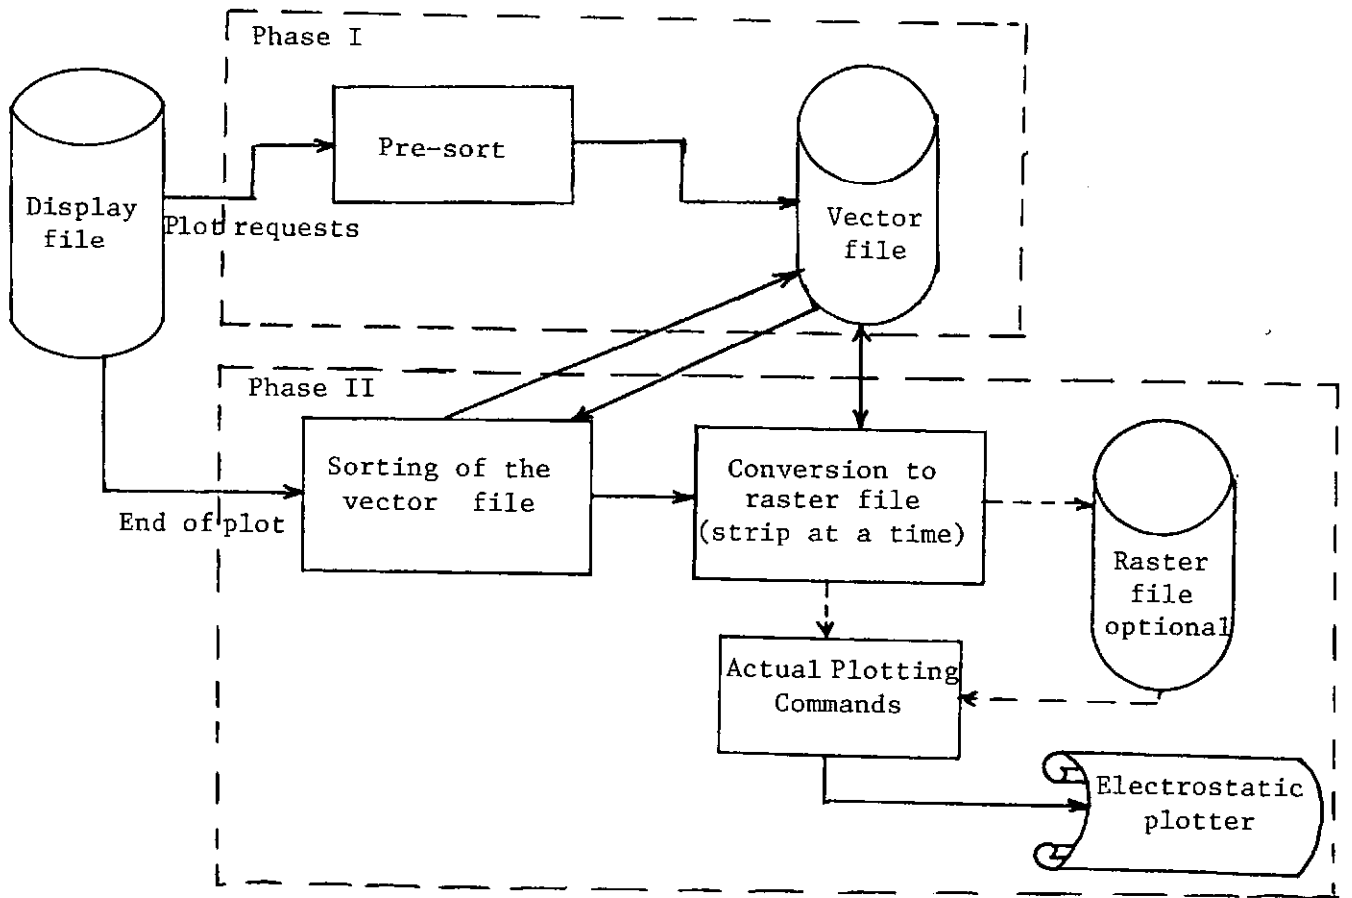 Phase I
Pre-sort
Display
file
Plot requests
Vector
file
Phase II
Sorting of the
vector file
End of plot
Conversion to
raster file
(strip at a time)
Raster
file
optional
Actual Plotting
Commands
Electrostatic
plotter